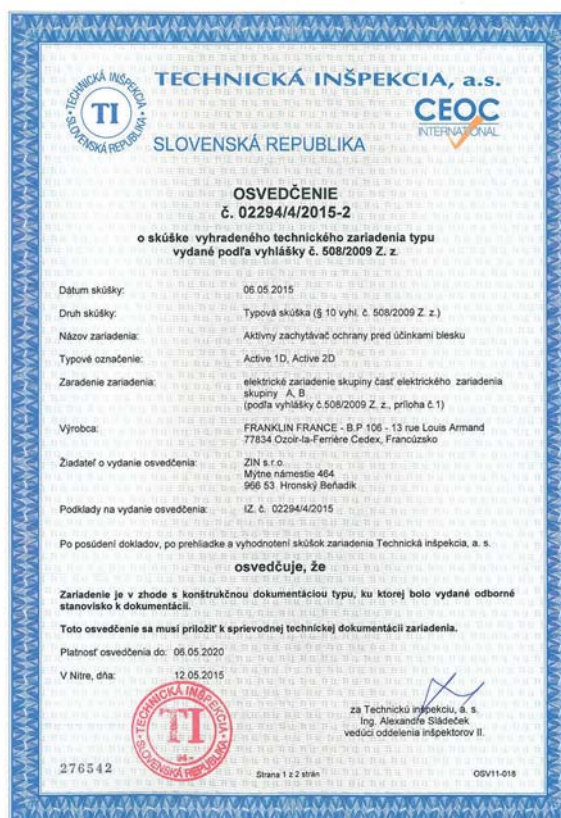 TECHNICKÁ INŠPEKCIA, a.s.
TECHNICKÁ INŠPEKCIA
TI
SLOVENSKÁ REPUBLIKA
CEOC
INTERNATIONAL
SLOVENSKÁ REPUBLIKA
OSVEDČENIE
č. 02294/4/2015-2
o skúške vyhradeného technického zariadenia typu
vydané podľa vyhlášky č. 508/2009 Z. z.
Dátum skúšky: 06.05.2015
Druh skúšky: Typová skúška (§ 10 vyhl. č. 508/2009 Z. z.)
Názov zariadenia: Aktívny zachytávač ochrany pred účinkami blesku
Typové označenie: Active 1D, Active 2D
Zaradenie zariadenia: elektrické zariadenie skupiny časť elektrického zariadenia
skupiny A, B
(podľa vyhlášky č.508/2009 Z. z., príloha č.1)
Výrobca: FRANKLIN FRANCE - B.P 106 - 13 rue Louis Armand
77834 Ozoir-la-Ferrière Cedex, Francúzsko
Žiadateľ o vydanie osvedčenia: ZIN s.r.o.
Mýtne námestie 464
966 53 Hronský Beňadik
Podklady na vydanie osvedčenia: IZ. č. 02294/4/2015
Po posúdení dokladov, po prehliadke a vyhodnotení skúšok zariadenia Technická inšpekcia, a. s.
osvedčuje, že
Zariadenie je v zhode s konštrukčnou dokumentáciou typu, ku ktorej bolo vydané odborné
stanovisko k dokumentácii.
Toto osvedčenie sa musí priložiť k sprievodnej technickej dokumentácii zariadenia.
Platnosť osvedčenia do: 06.05.2020
V Nitre, dňa: 12.05.2015
TECHNICKÁ INŠPEKCIA
TI
SLOVENSKÁ REPUBLIKA
za Technickú inšpekciu, a. s.
Ing. Alexandre Sládeček
vedúci oddelenia inšpektorov II.
276542
Strana 1 z 2 strán
OSV11-018